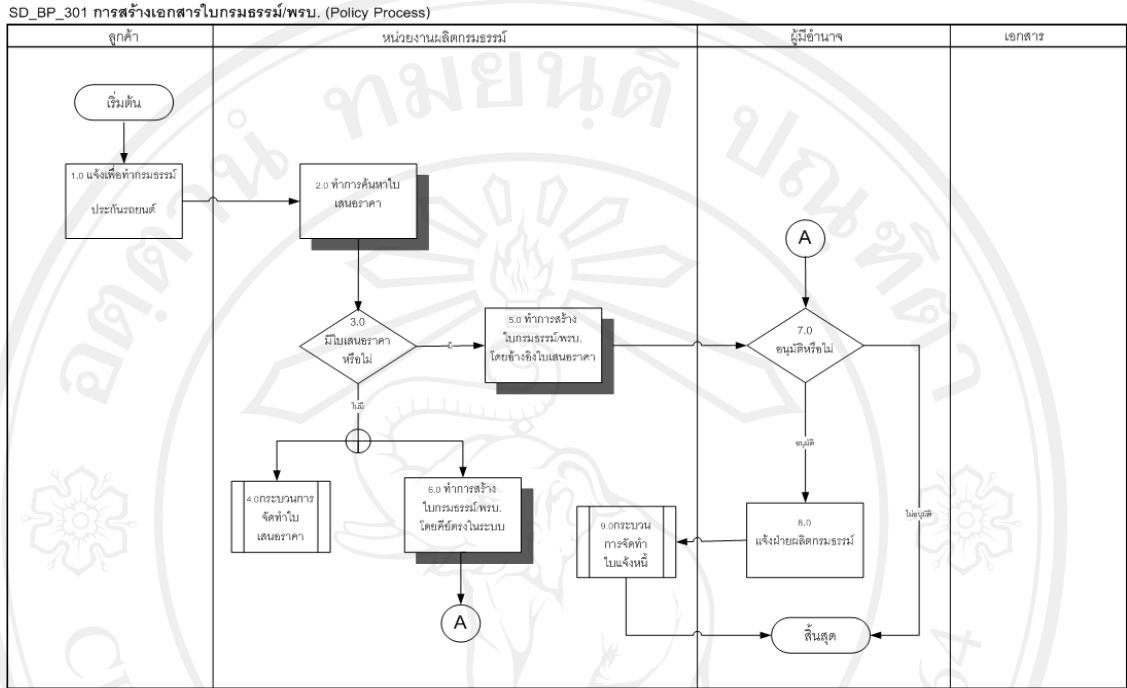 SD_BP_301 การสร้างเอกสารใบกรมธรรม์/พรบ. (Policy Process)
ลูกค้า
หน่วยงานผลิตกรมธรรม์
ผู้มีอำนาจ
เอกสาร
เริ่มต้น
1.0 แจ้งเพื่อทำกรมธรรม์
ประกันรถยนต์
2.0 ทำการค้นหาใบ
เสนอราคา
3.0
มีใบเสนอราคา
หรือไม่
มี
5.0 ทำการสร้าง
ใบกรมธรรม์/พรบ.
โดยอ้างอิงใบเสนอราคา
A
7.0
อนุมัติหรือไม่
ไม่มี
4.0กระบวนการ
จัดทำใบ
เสนอราคา
6.0 ทำการสร้าง
ใบกรมธรรม์/พรบ.
โดยคีย์ตรงในระบบ
A
อนุมัติ
ไม่อนุมัติ
8.0
แจ้งฝ่ายผลิตกรมธรรม์
9.0กระบวน
การจัดทำ
ใบแจ้งหนี้
สิ้นสุด